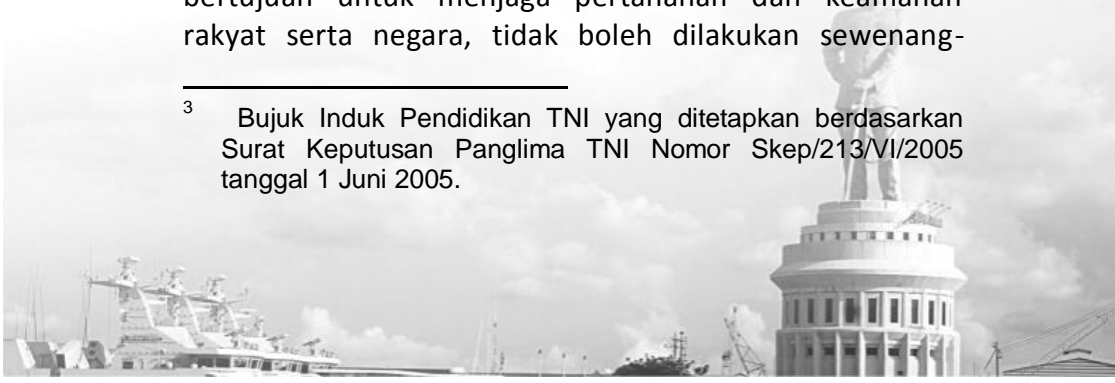 bertujuan untuk menjaga pertahanan dan keamanan
rakyat serta negara, tidak boleh dilakukan sewenang-
3 Bujuk Induk Pendidikan TNI yang ditetapkan berdasarkan
Surat Keputusan Panglima TNI Nomor Skep/213/VI/2005
tanggal 1 Juni 2005.